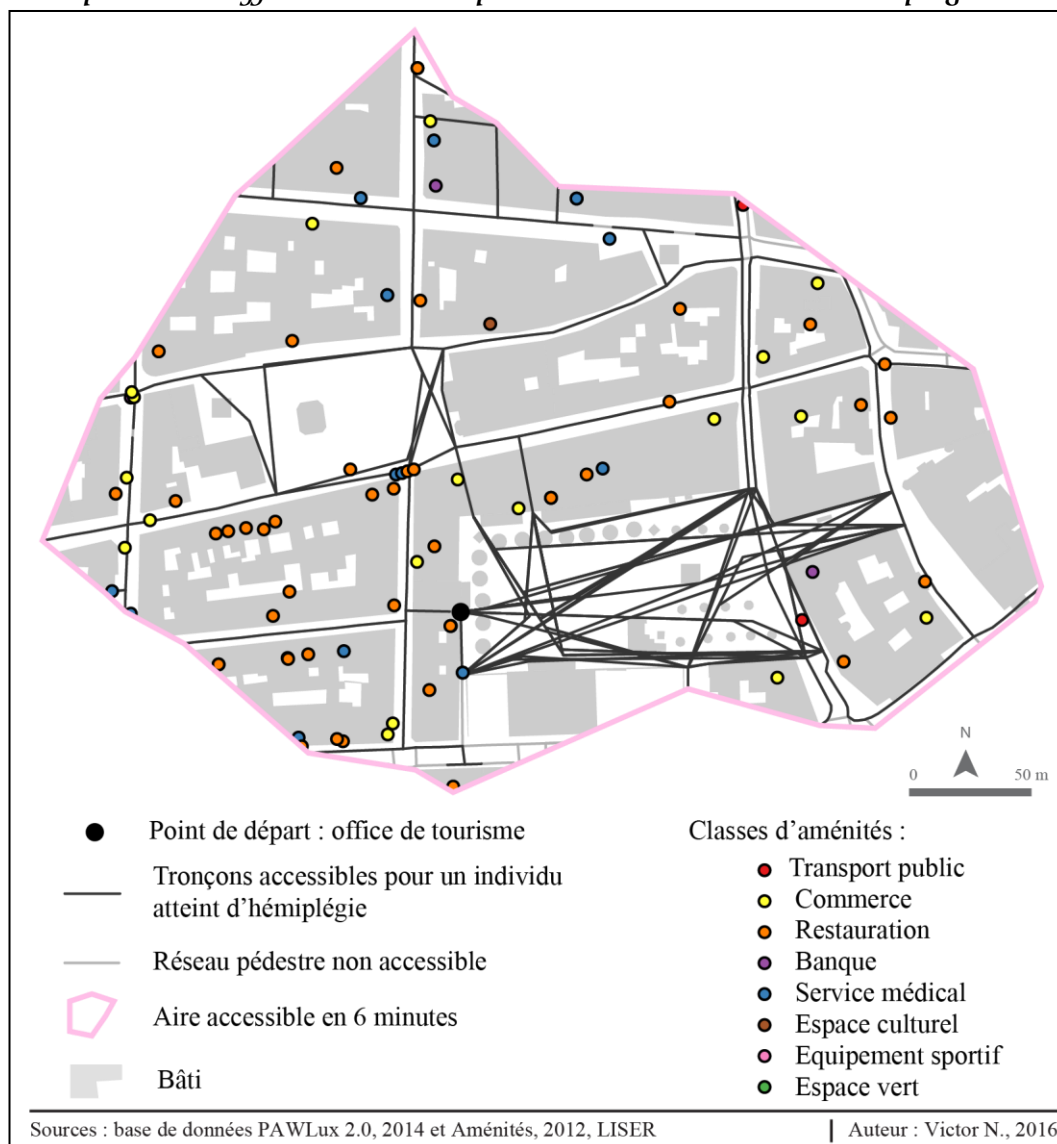 N
0 50 m
Point de départ : office de tourisme
Tronçons accessibles pour un individu
atteint d’hémiplégie
Réseau pédestre non accessible
Aire accessible en 6 minutes
Bâti
Classes d’aménités :
Transport public
Commerce
Restauration
Banque
Service médical
Espace culturel
Equipement sportif
Espace vert
Sources : base de données PAWLux 2.0, 2014 et Aménités, 2012, LISER
Auteur : Victor N., 2016